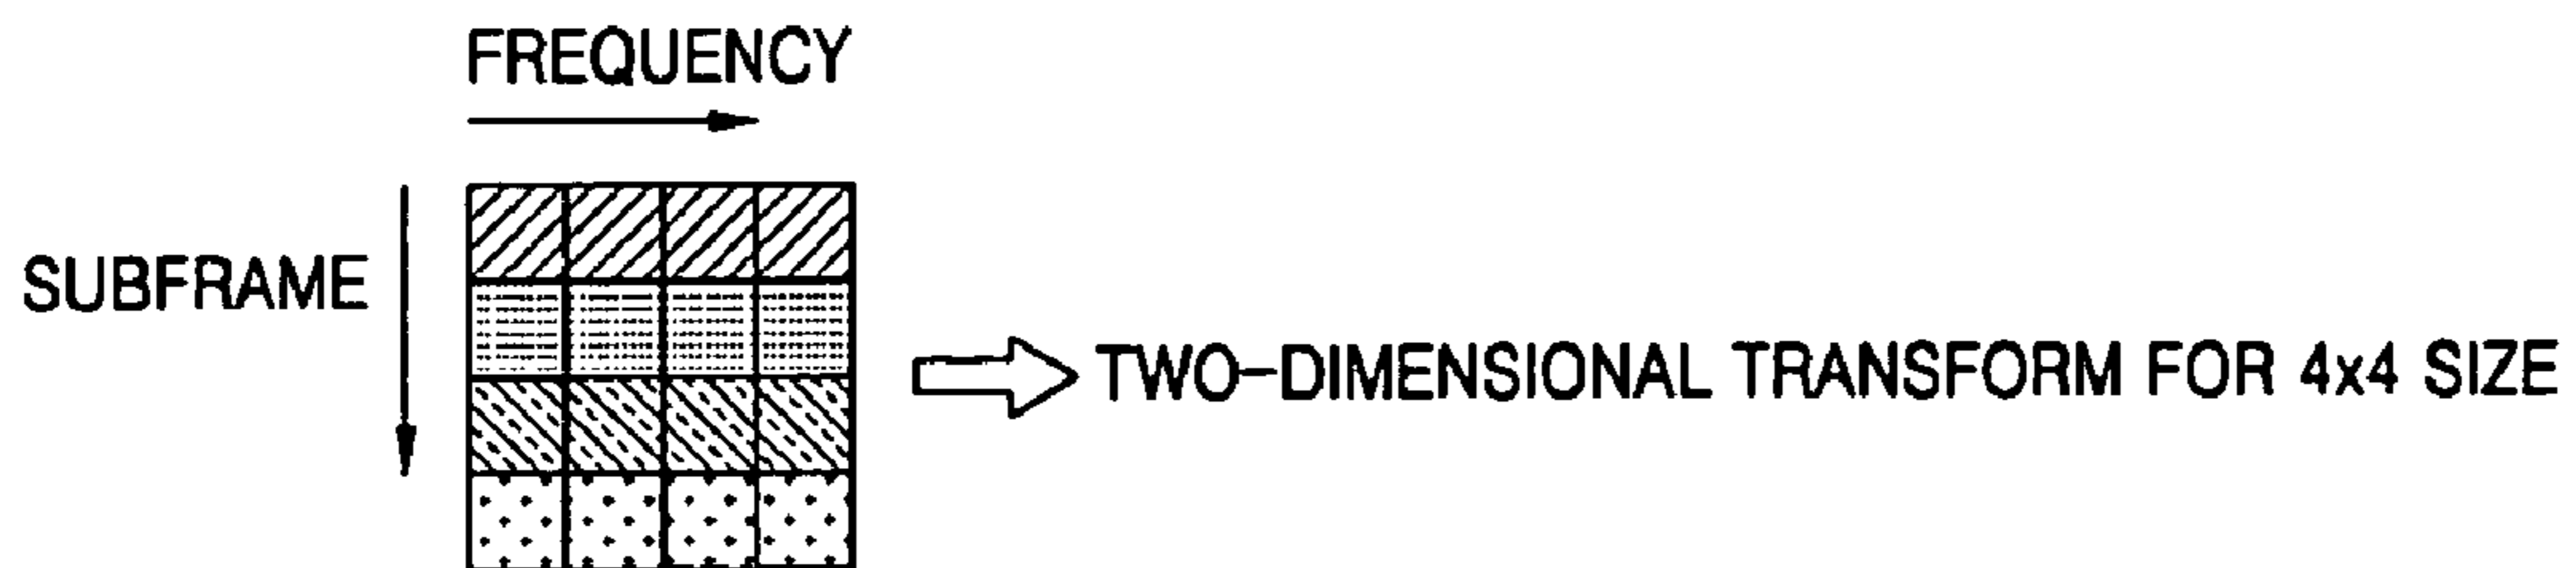 FREQUENCY
SUBFRAME
TWO-DIMENSIONAL TRANSFORM FOR 4x4 SIZE